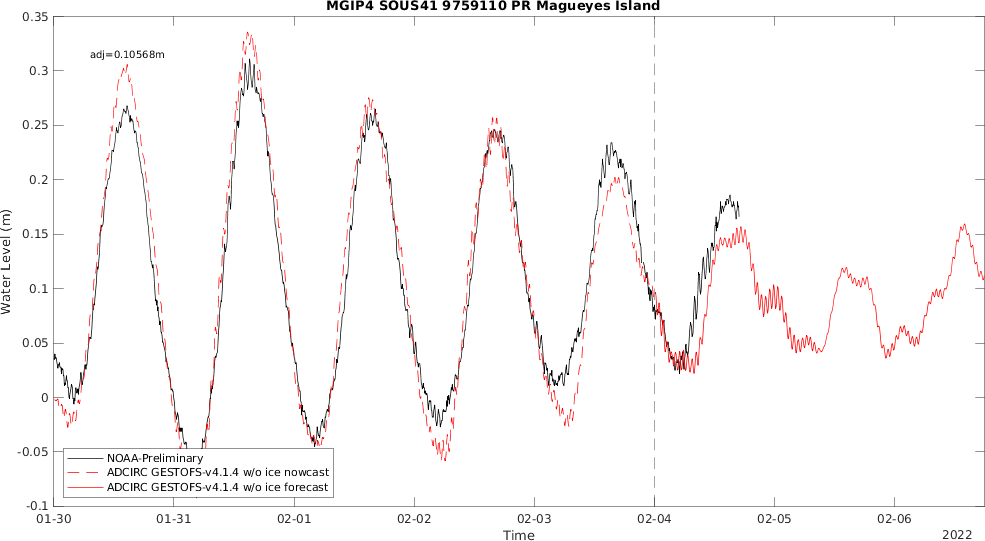 MGIP4 SOUS41 9759110 PR Magueyes Island
adj=0.10568m
0.35
0.3
0.25
0.2
0.15
0.1
0.05
0
-0.05
-0.1
Water Level (m)
NOAA-Preliminary
ADCIRC GESTOFS-v4.1.4 w/o ice nowcast
ADCIRC GESTOFS-v4.1.4 w/o ice forecast
01-30 01-31 02-01 02-02 02-03 02-04 02-05 02-06
Time
2022